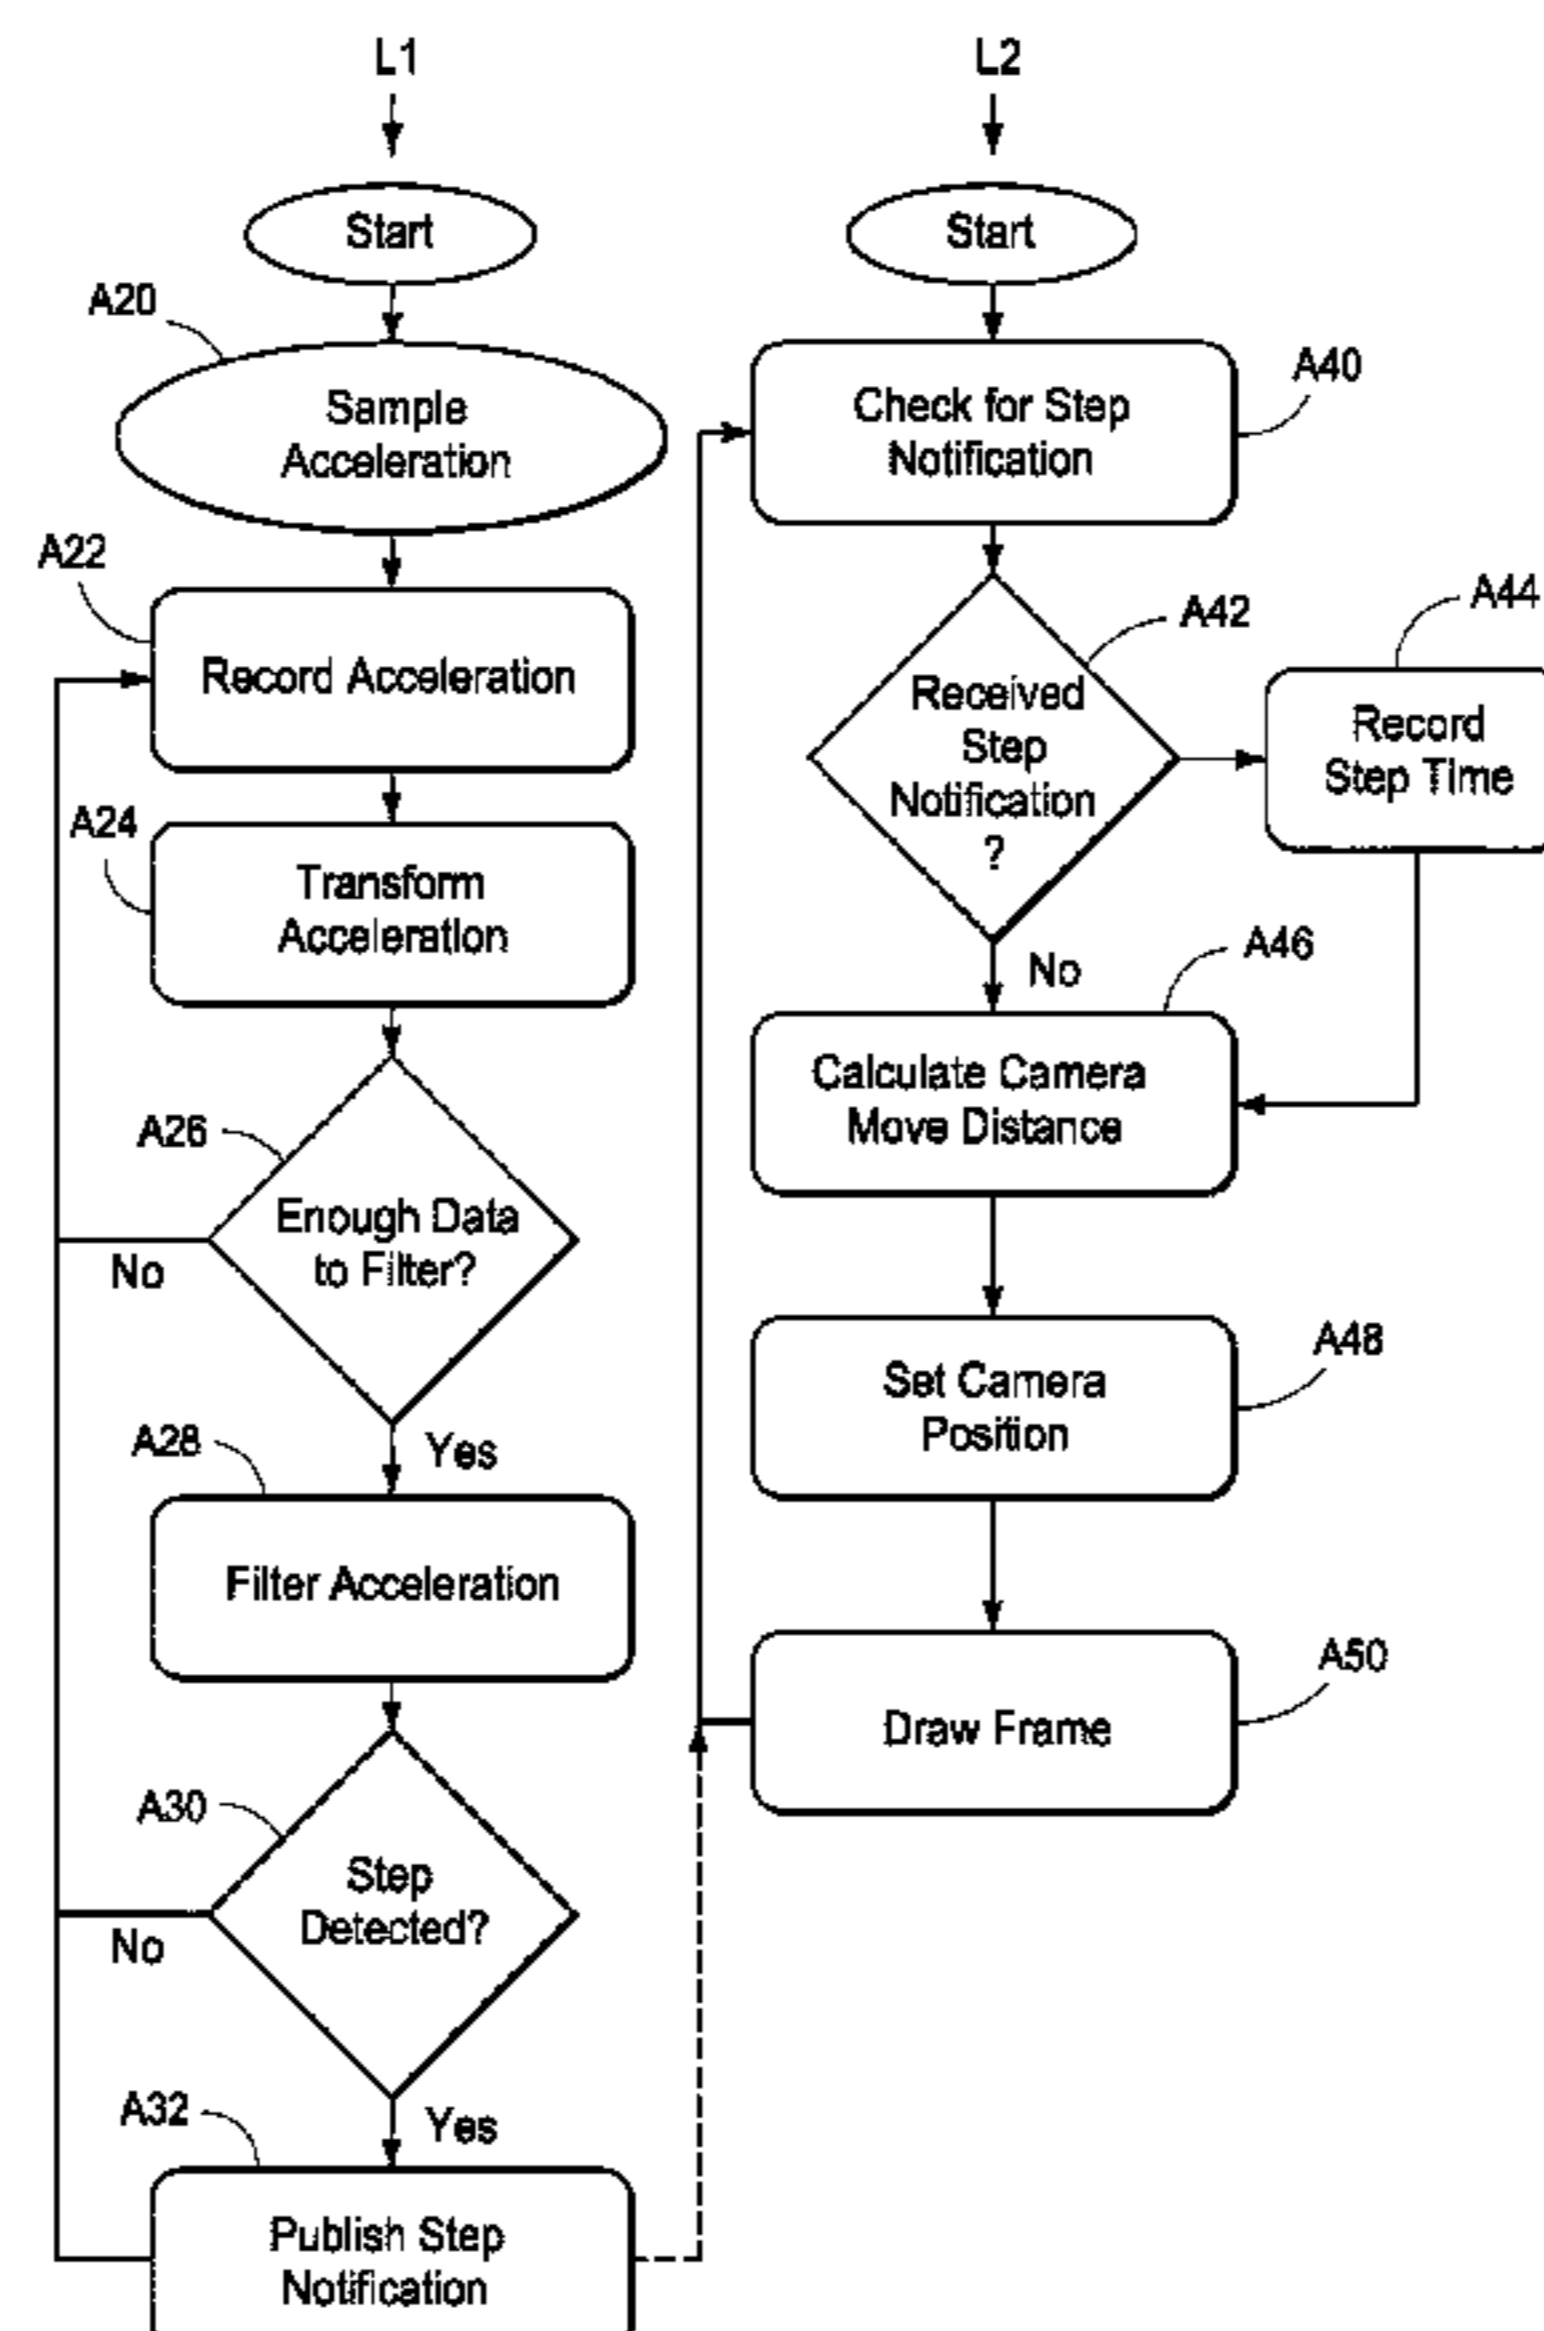 L1
Start
A20
Sample
Acceleration
A22
Record Acceleration
A24
Transform
Acceleration
A26
Enough Data
to Filter?
No
Yes
A28
Filter Acceleration
A30
Step
Detected?
No
Yes
A32
Publish Step
Notification
L2
Start
A40
Check for Step
Notification
A42
Received
Step
Notification
?
A44
Record
Step Time
No
A46
Calculate Camera
Move Distance
A48
Set Camera
Position
A50
Draw Frame